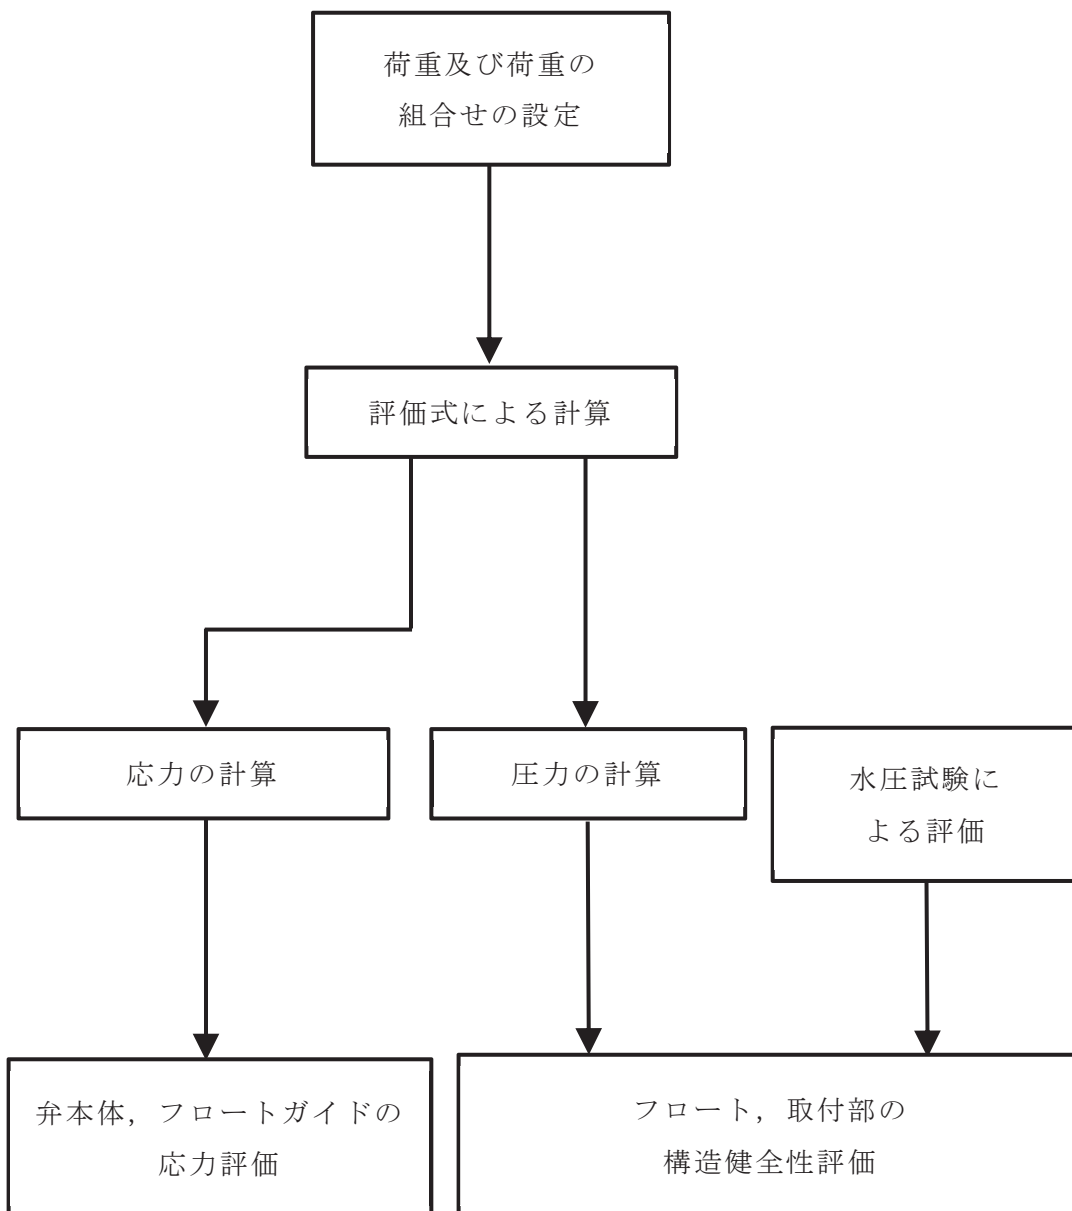 荷重及び荷重の
組合せの設定
評価式による計算
応力の計算
圧力の計算
水圧試験に
よる評価
弁本体，フロートガイドの
応力評価
フロート，取付部の
構造健全性評価